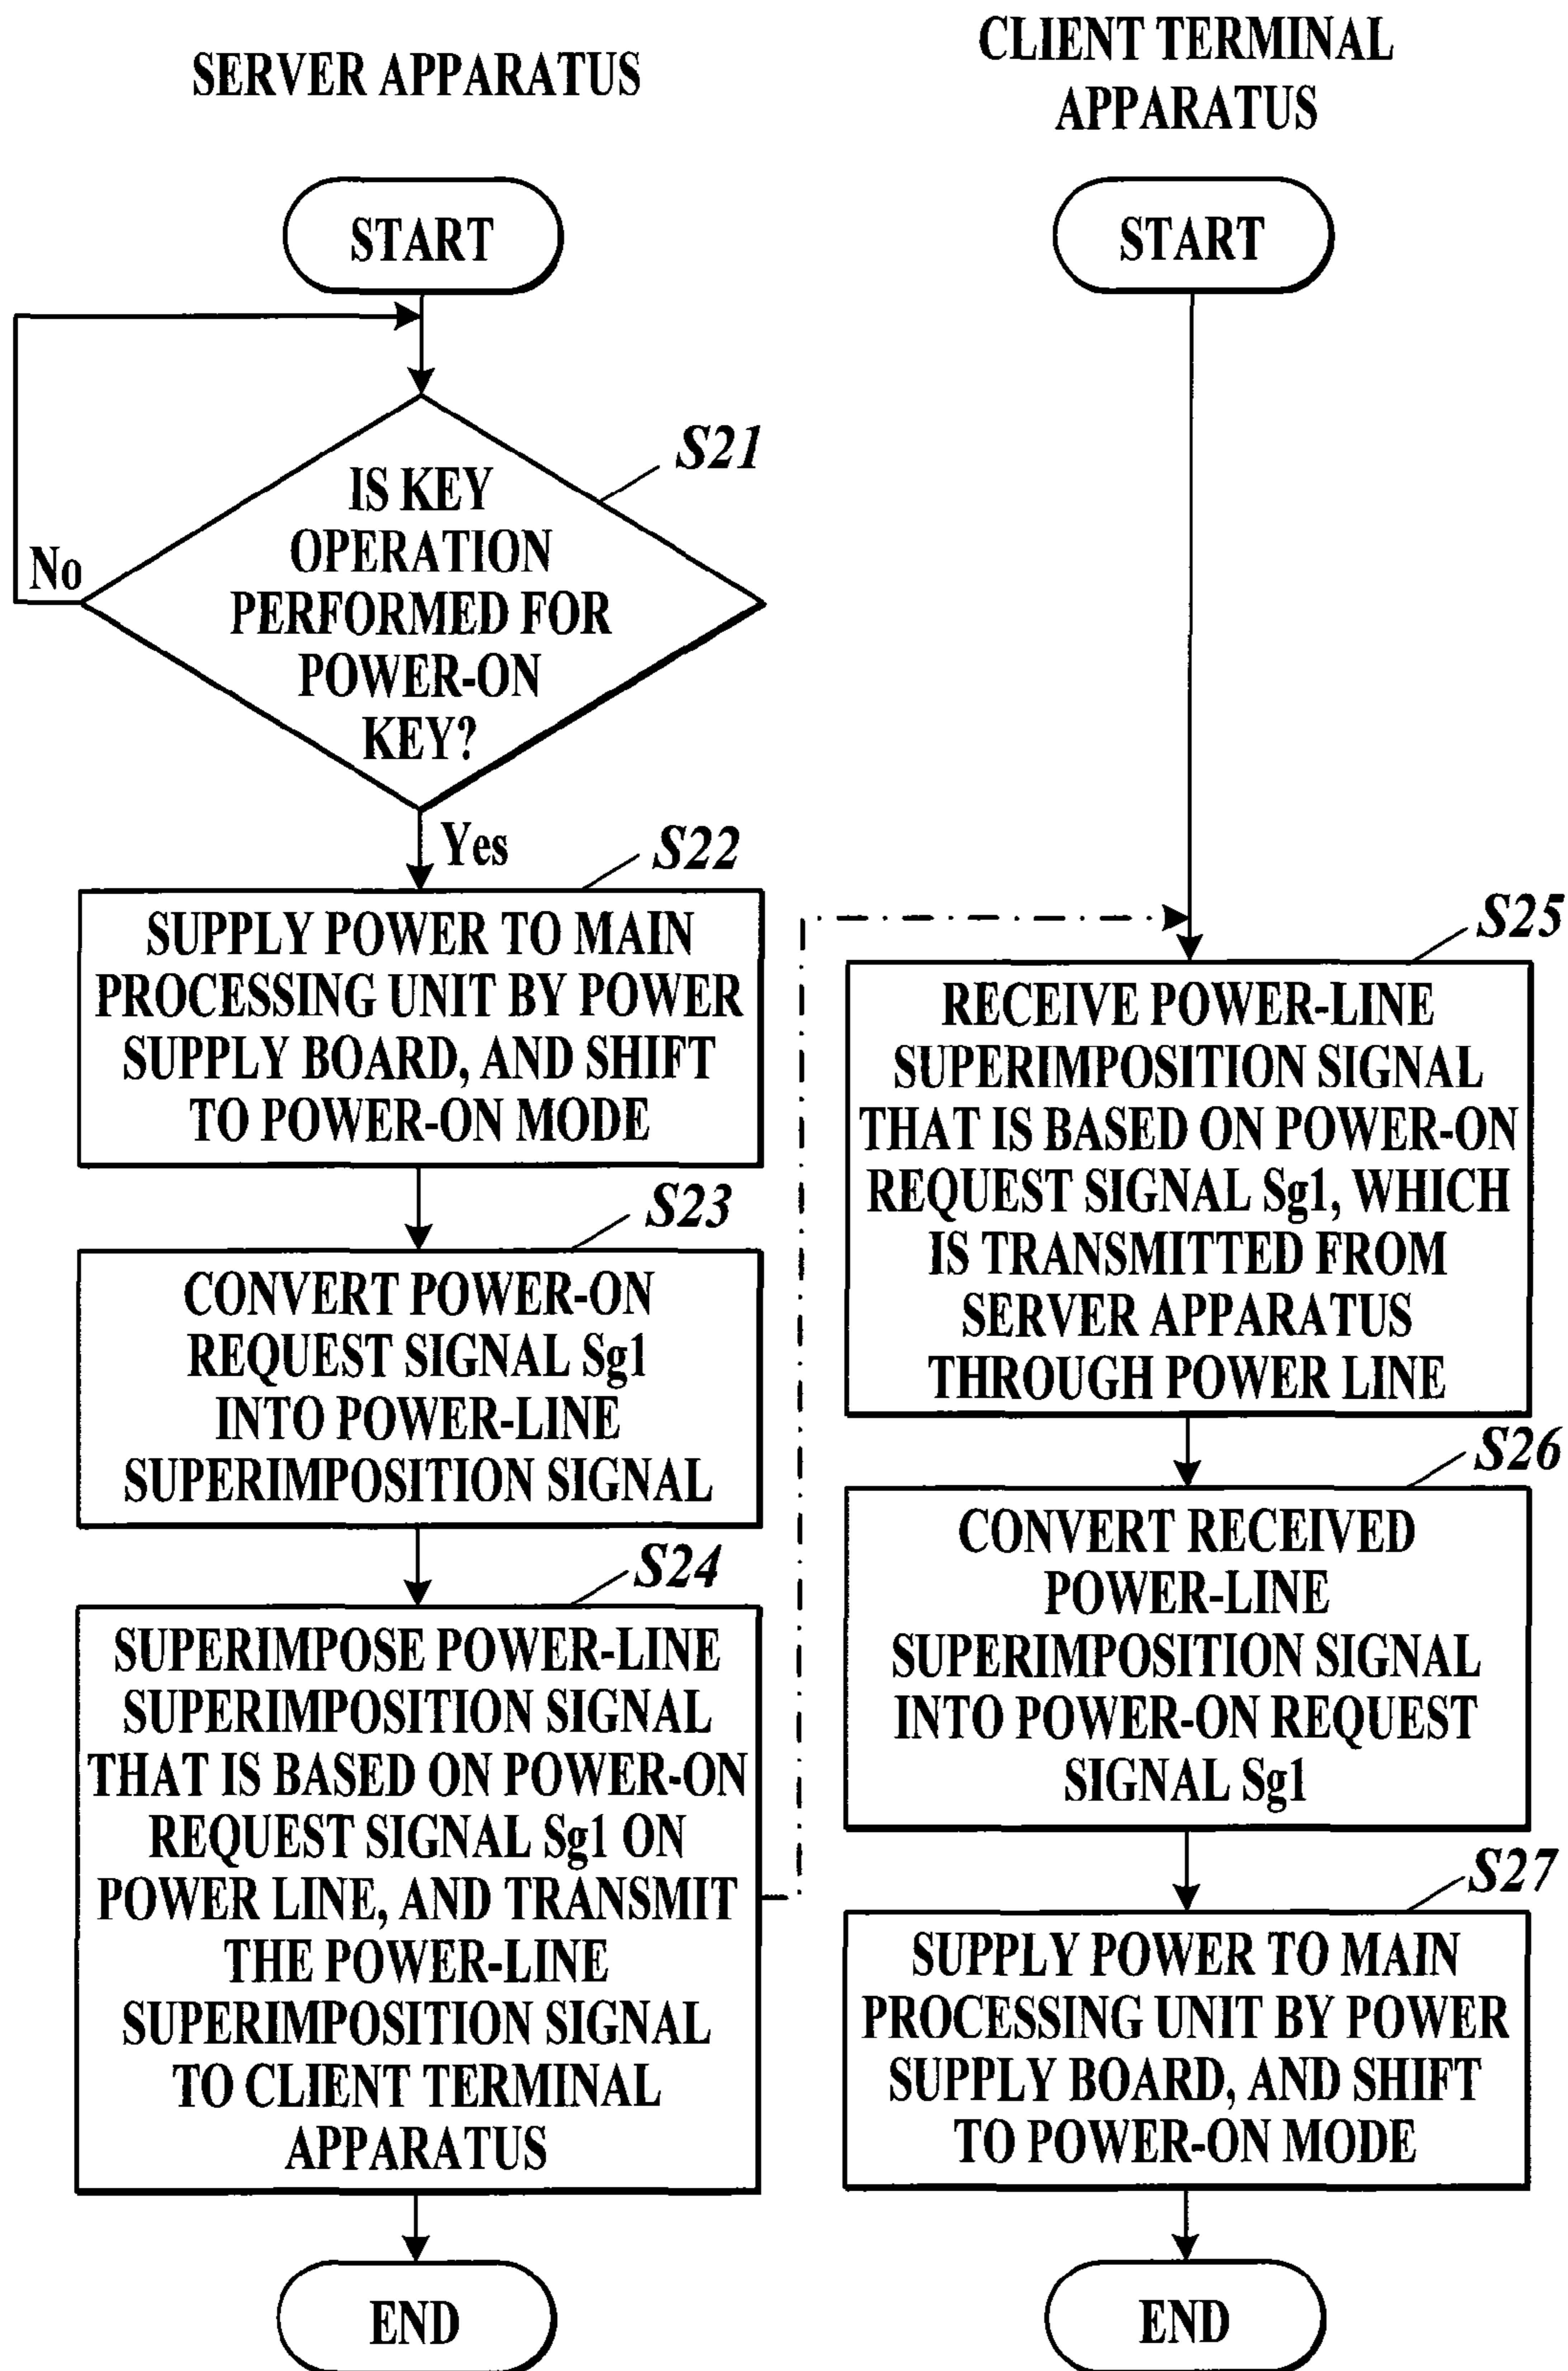 SERVER APPARATUS
START
IS KEY
OPERATION
PERFORMED FOR
POWER-ON
KEY?
S21
No
Yes
S22
SUPPLY POWER TO MAIN
PROCESSING UNIT BY POWER
SUPPLY BOARD, AND SHIFT
TO POWER-ON MODE
S23
CONVERT POWER-ON
REQUEST SIGNAL Sg1
INTO POWER-LINE
SUPERIMPOSITION SIGNAL
S24
SUPERIMPOSE POWER-LINE
SUPERIMPOSITION SIGNAL
THAT IS BASED ON POWER-ON
REQUEST SIGNAL Sg1 ON
POWER LINE, AND TRANSMIT
THE POWER-LINE
SUPERIMPOSITION SIGNAL
TO CLIENT TERMINAL
APPARATUS
END
CLIENT TERMINAL
APPARATUS
START
S25
RECEIVE POWER-LINE
SUPERIMPOSITION SIGNAL
THAT IS BASED ON POWER-ON
REQUEST SIGNAL Sg1, WHICH
IS TRANSMITTED FROM
SERVER APPARATUS
THROUGH POWER LINE
S26
CONVERT RECEIVED
POWER-LINE
SUPERIMPOSITION SIGNAL
INTO POWER-ON REQUEST
SIGNAL Sg1
S27
SUPPLY POWER TO MAIN
PROCESSING UNIT BY POWER
SUPPLY BOARD, AND SHIFT
TO POWER-ON MODE
END